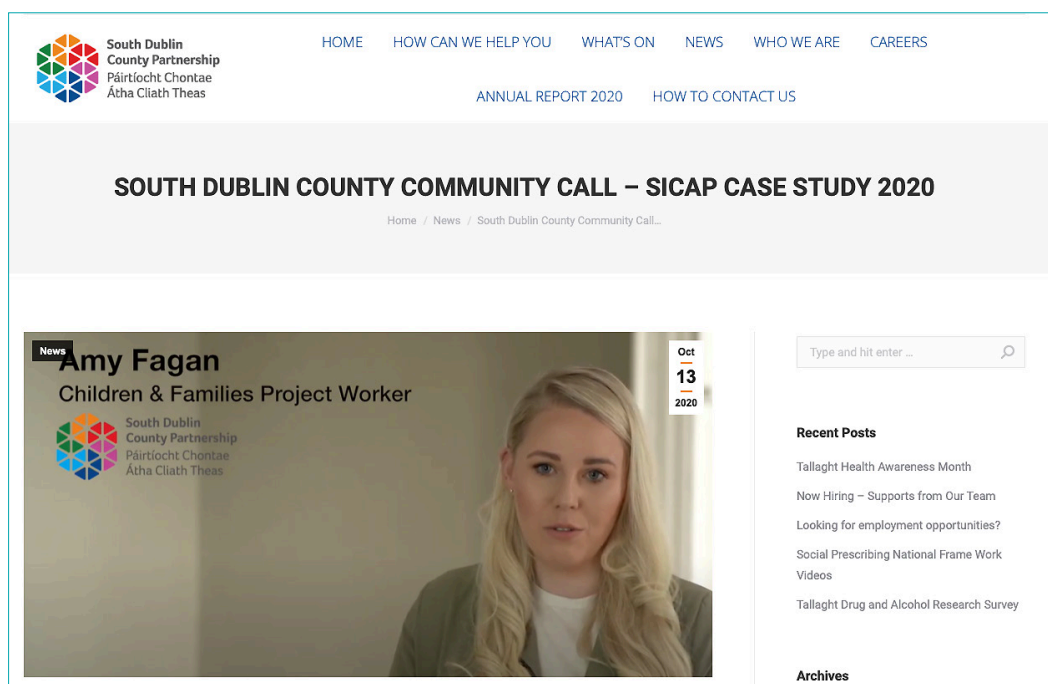 South Dublin
County Partnership
Páirtíocht Chontae
Átha Cliath Theas
HOME HOW CAN WE HELP YOU WHAT'S ON NEWS WHO WE ARE CAREERS
ANNUAL REPORT 2020 HOW TO CONTACT US
SOUTH DUBLIN COUNTY COMMUNITY CALL – SICAP CASE STUDY 2020
Home / News / South Dublin County Community Call...
News
Amy Fagan
Children & Families Project Worker
South Dublin
County Partnership
Páirtíocht Chontae
Átha Cliath Theas
Oct
13
2020
Type and hit enter ...
Recent Posts
Tallaght Health Awareness Month
Now Hiring – Supports from Our Team
Looking for employment opportunities?
Social Prescribing National Frame Work
Videos
Tallaght Drug and Alcohol Research Survey
Archives